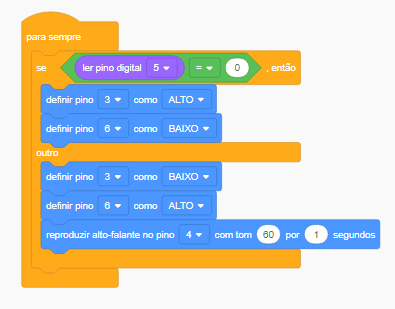 para sempre
se ler pino digital 5 = 0 , então
definir pino 3 como ALTO
definir pino 6 como BAIXO
outro
definir pino 3 como BAIXO
definir pino 6 como ALTO
reproduzir alto-falante no pino 4 com tom 60 por 1 segundos